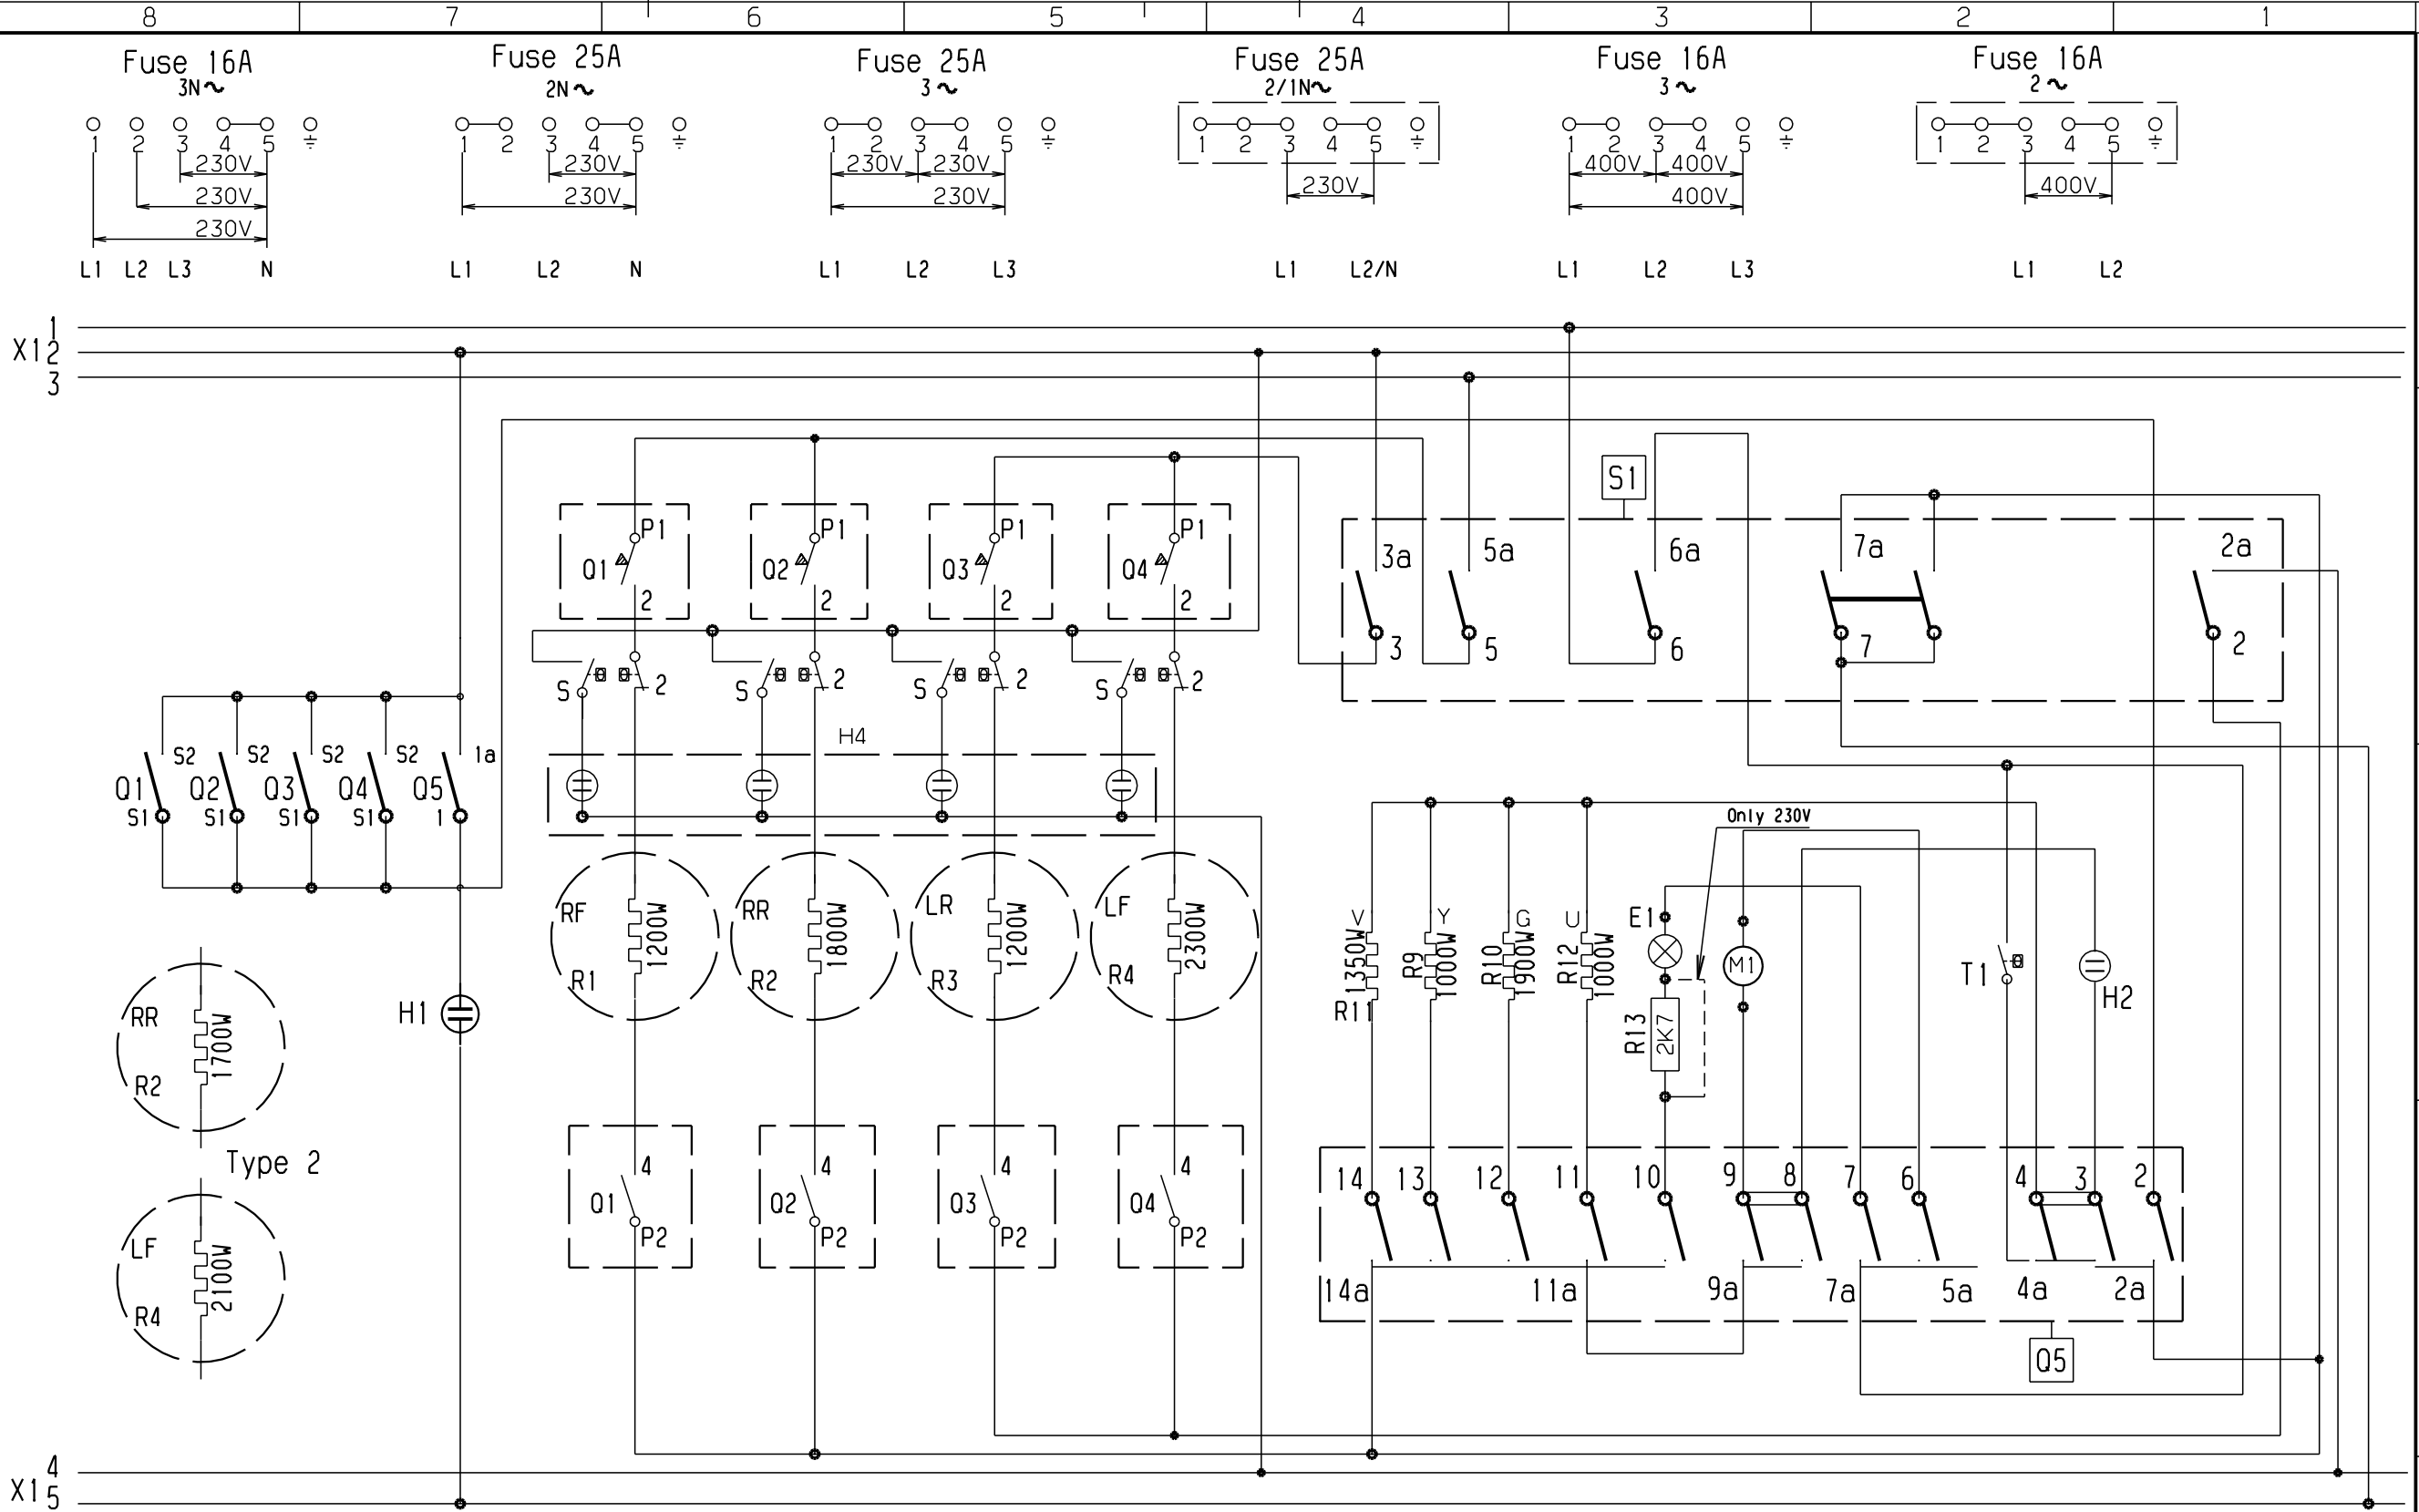 8 7 6 5 4 3 2 1
Fuse 16A Fuse 25A Fuse 25A Fuse 25A Fuse 16A Fuse 16A
3N~ 2N~ 3~ 2/1N~ 3~ 2~
1 2 3 4 5 1 2 3 4 5 1 2 3 4 5 1 2 3 4 5 1 2 3 4 5 1 2 3 4 5
230V 230V 230V 230V 400V 400V
230V 230V 230V 230V 400V 400V
230V
L1 L2 L3 N L1 L2 N L1 L2 L3 L1 L2/N L1 L2 L3 L1 L2
1
X1 2
3
S1
P1 P1 P1 P1
3a 5a 6a 7a 2a
Q1 Q2 Q3 Q4
2 2 2 2
3 5 6 7 2
S 2 S 2 S 2 S 2
H4
S2 S2 S2 S2 1a
Q1 Q2 Q3 Q4 Q5
S1 S1 S1 S1 1
Only 230V
RF RR LR LF
1200W 1800W 1200W 2300W
R1 R2 R3 R4
V Y G U E1
1350W 1000W 1900W 1000W
R11 R9 R10 R12
M1
T1
H2
H1
R13 2K7
RR
1700W
R2
Type 2
LF
2100W
R4
4 4 4 4
Q1 Q2 Q3 Q4
P2 P2 P2 P2
14 13 12 11 10 9 8 7 6 4 3 2
14a 11a 9a 7a 5a 4a 2a
Q5
4
X1 5